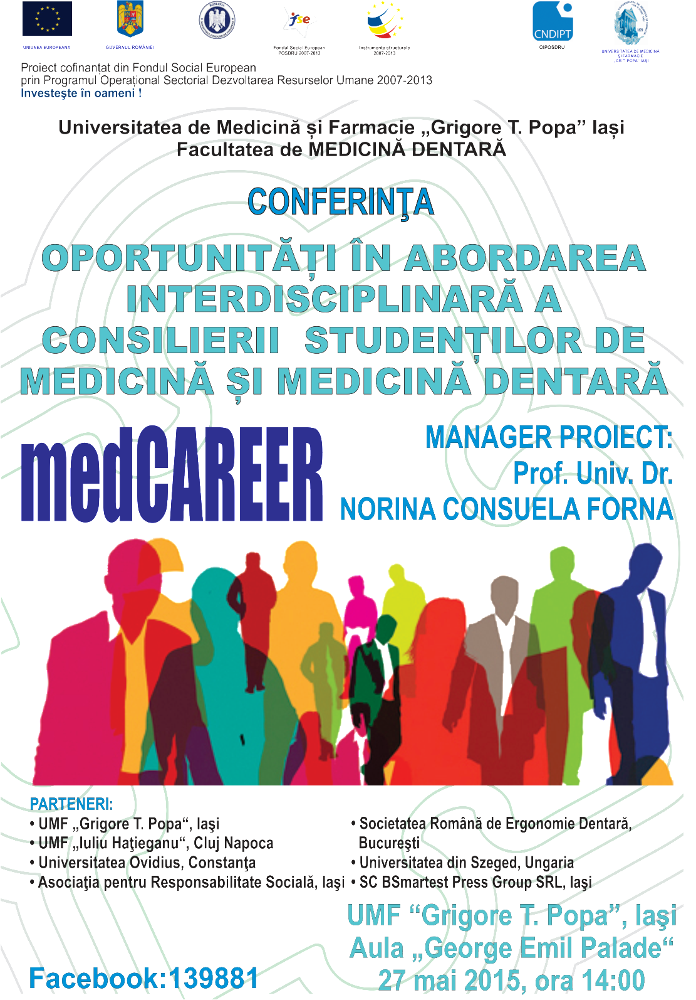 UNIUNEA EUROPEANA
GUVERNUL ROMÂNIEI
ROMANIA
fse
Fondul Social European
POSDRU 2007-2013
Instrumente structurale
2007-2013
CNDIPT
OIPOSDRU
UNIVERSITATEA DE MEDICINĂ
ȘI FARMACIE
Proiect cofinanțat din Fondul Social European
prin Programul Operațional Sectorial Dezvoltarea Resurselor Umane 2007-2013
Investeşte în oameni !
Universitatea de Medicină și Farmacie „Grigore T. Popa” Iași
Facultatea de MEDICINĂ DENTARĂ
CONFERINŢA
OPORTUNITĂȚI ÎN ABORDAREA
INTERDISCIPLINARĂ A
CONSILIERII STUDENȚILOR DE
MEDICINĂ ȘI MEDICINĂ DENTARĂ
medCAREER
MANAGER PROIECT:
Prof. Univ. Dr.
NORINA CONSUELA FORNA
PARTENERI:
• UMF „Grigore T. Popa“, Iaşi
• UMF „Iuliu Haţieganu“, Cluj Napoca
• Universitatea Ovidius, Constanţa
• Asociaţia pentru Responsabilitate Socială, Iaşi
• Societatea Română de Ergonomie Dentară,
Bucureşti
• Universitatea din Szeged, Ungaria
• SC BSmartest Press Group SRL, Iaşi
UMF “Grigore T. Popa”, Iaşi
Aula „George Emil Palade“
27 mai 2015, ora 14:00
Facebook:139881